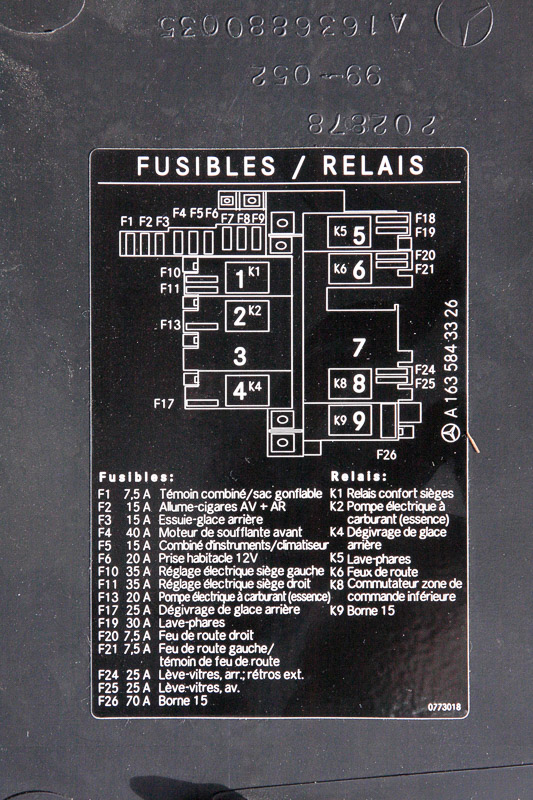 A1636880035
99-052
202878
FUSIBLES / RELAIS
F1 F2 F3 F4 F5 F6 F7 F8 F9
K5 5 F18
F19
F10 1 K1 K6 6 F20
F11 F21
2 K2
F13
3 7
F24
4 K4 K8 8 F25
F17
K9 9
F26
A 163 584 33 26
Fusibles:
F1 7,5 A Témoin combiné/sac gonflable
F2 15 A Allume-cigares AV + AR
F3 15 A Essuie-glace arrière
F4 40 A Moteur de soufflante avant
F5 15 A Combiné d'instruments/climatiseur
F6 20 A Prise habitacle 12V
F10 35 A Réglage électrique siège gauche
F11 35 A Réglage électrique siège droit
F13 20 A Pompe électrique à carburant (essence)
F17 25 A Dégivrage de glace arrière
F19 30 A Lave-phares
F20 7,5 A Feu de route droit
F21 7,5 A Feu de route gauche/
témoin de feu de route
F24 25 A Lève-vitres, arr.; rétros ext.
F25 25 A Lève-vitres, av.
F26 70 A Borne 15
Relais:
K1 Relais confort sièges
K2 Pompe électrique à
carburant (essence)
K4 Dégivrage de glace
arrière
K5 Lave-phares
K6 Feux de route
K8 Commutateur zone de
commande inférieure
K9 Borne 15
0773018